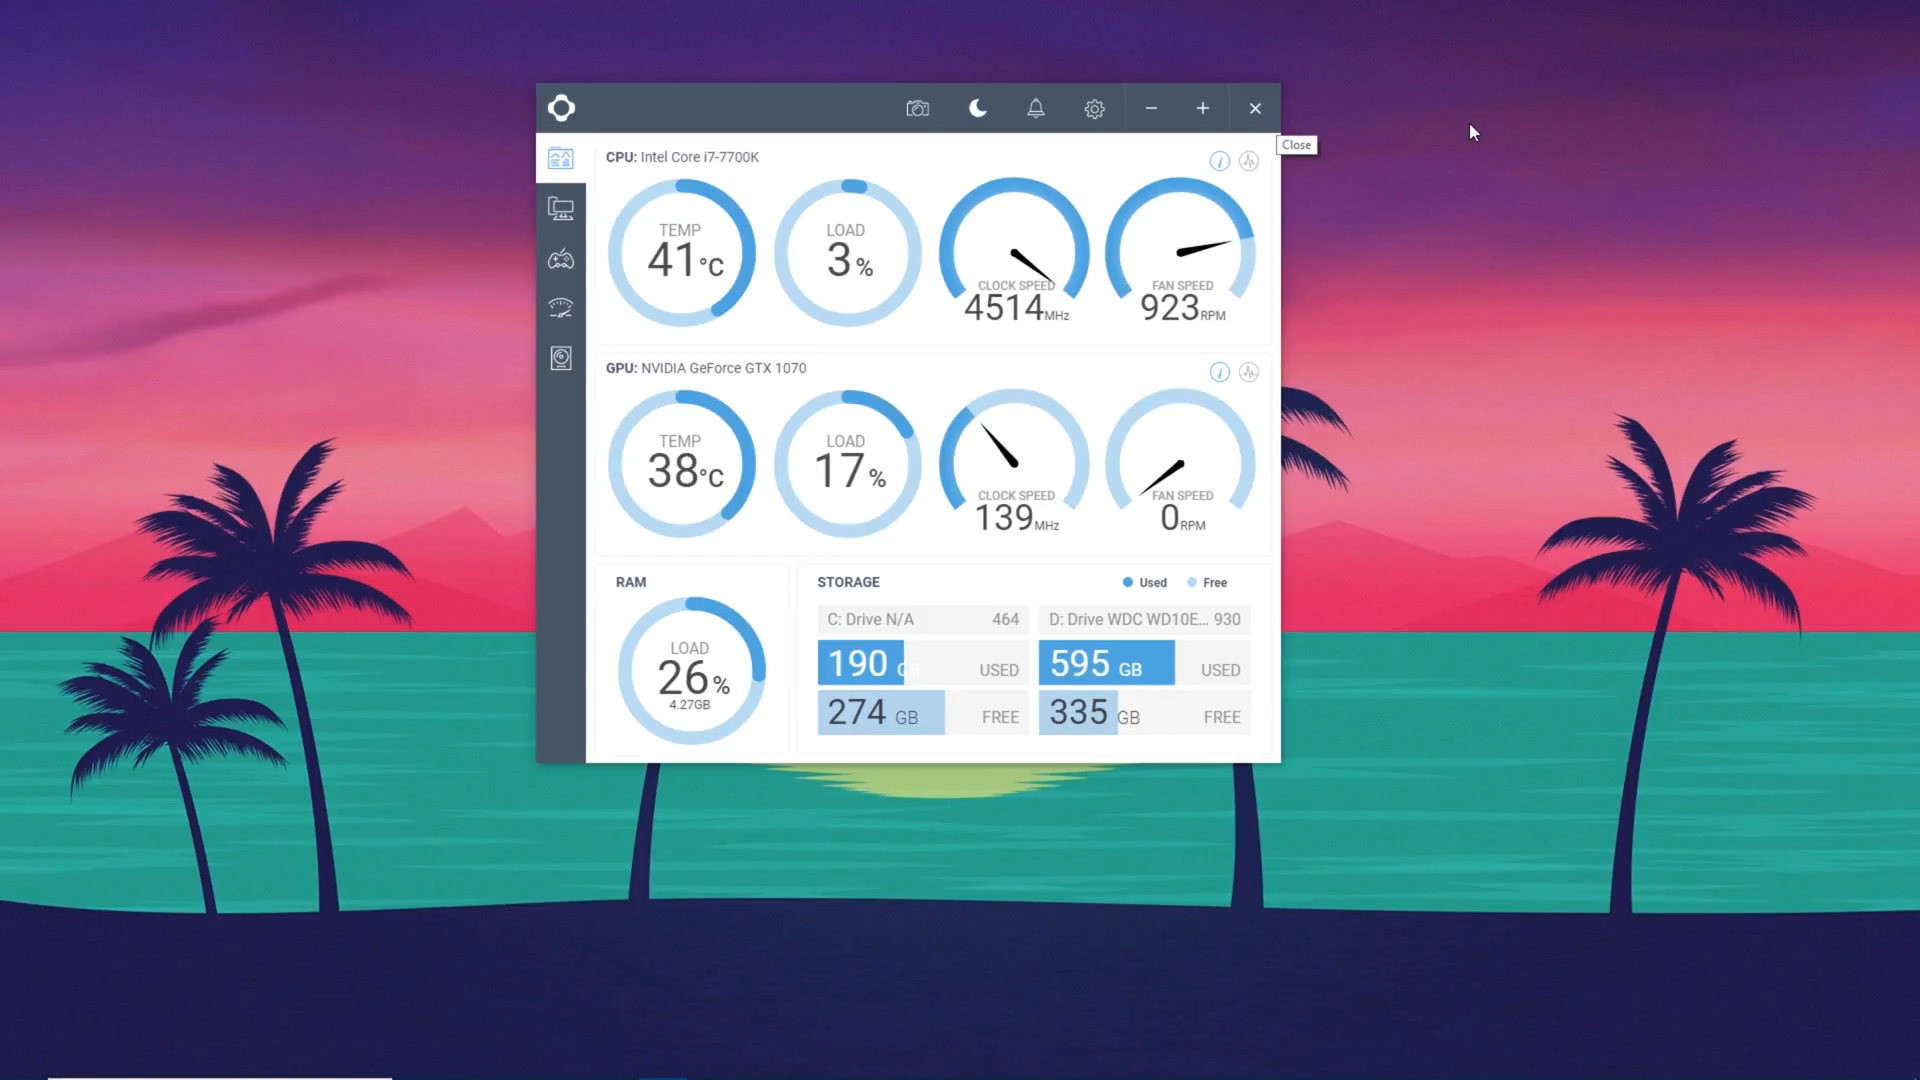 Close
CPU: Intel Core i7-7700K
TEMP
41°C
LOAD
3 %
CLOCK SPEED
4514MHz
FAN SPEED
923RPM
GPU: NVIDIA GeForce GTX 1070
TEMP
38°C
LOAD
17 %
CLOCK SPEED
139MHz
FAN SPEED
0RPM
RAM
LOAD
26 %
4.27GB
STORAGE
Used Free
C: Drive N/A 464
190 GB USED
274 GB FREE
D: Drive WDC WD10E... 930
595 GB USED
335 GB FREE